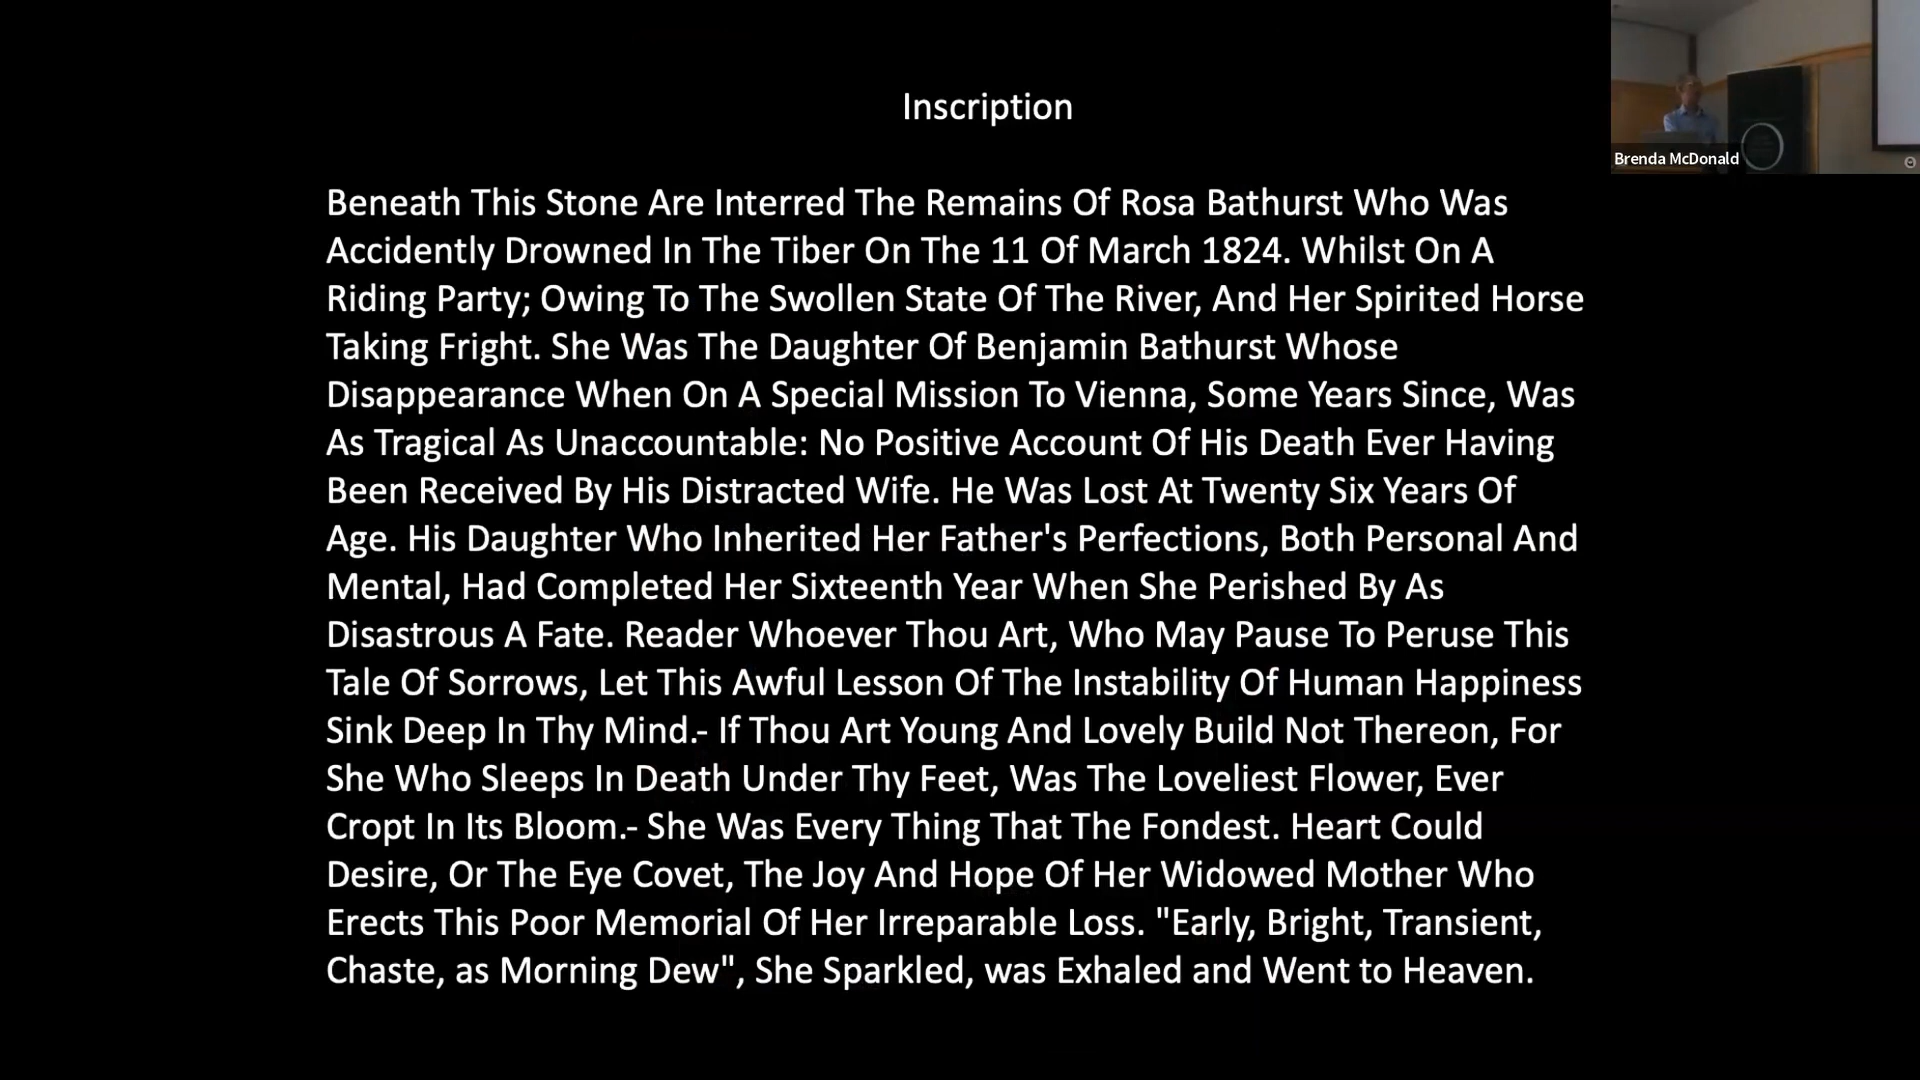 Inscription
Beneath This Stone Are Interred The Remains Of Rosa Bathurst Who Was
Accidently Drowned In The Tiber On The 11 Of March 1824. Whilst On A
Riding Party; Owing To The Swollen State Of The River, And Her Spirited Horse
Taking Fright. She Was The Daughter Of Benjamin Bathurst Whose
Disappearance When On A Special Mission To Vienna, Some Years Since, Was
As Tragical As Unaccountable: No Positive Account Of His Death Ever Having
Been Received By His Distracted Wife. He Was Lost At Twenty Six Years Of
Age. His Daughter Who Inherited Her Father's Perfections, Both Personal And
Mental, Had Completed Her Sixteenth Year When She Perished By As
Disastrous A Fate. Reader Whoever Thou Art, Who May Pause To Peruse This
Tale Of Sorrows, Let This Awful Lesson Of The Instability Of Human Happiness
Sink Deep In Thy Mind.- If Thou Art Young And Lovely Build Not Thereon, For
She Who Sleeps In Death Under Thy Feet, Was The Loveliest Flower, Ever
Cropt In Its Bloom.- She Was Every Thing That The Fondest. Heart Could
Desire, Or The Eye Covet, The Joy And Hope Of Her Widowed Mother Who
Erects This Poor Memorial Of Her Irreparable Loss. "Early, Bright, Transient,
Chaste, as Morning Dew", She Sparkled, was Exhaled and Went to Heaven.
Brenda McDonald